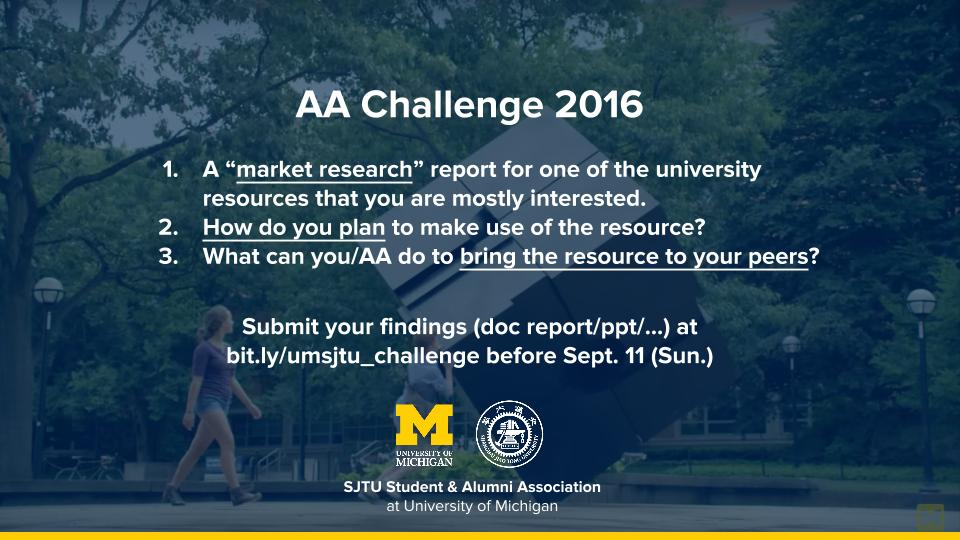 AA Challenge 2016
1. A “market research” report for one of the university
resources that you are mostly interested.
2. How do you plan to make use of the resource?
3. What can you/AA do to bring the resource to your peers?
Submit your findings (doc report/ppt/...) at
bit.ly/umsjtu_challenge before Sept. 11 (Sun.)
M
UNIVERSITY OF
MICHIGAN
SJTU Student & Alumni Association
at University of Michigan